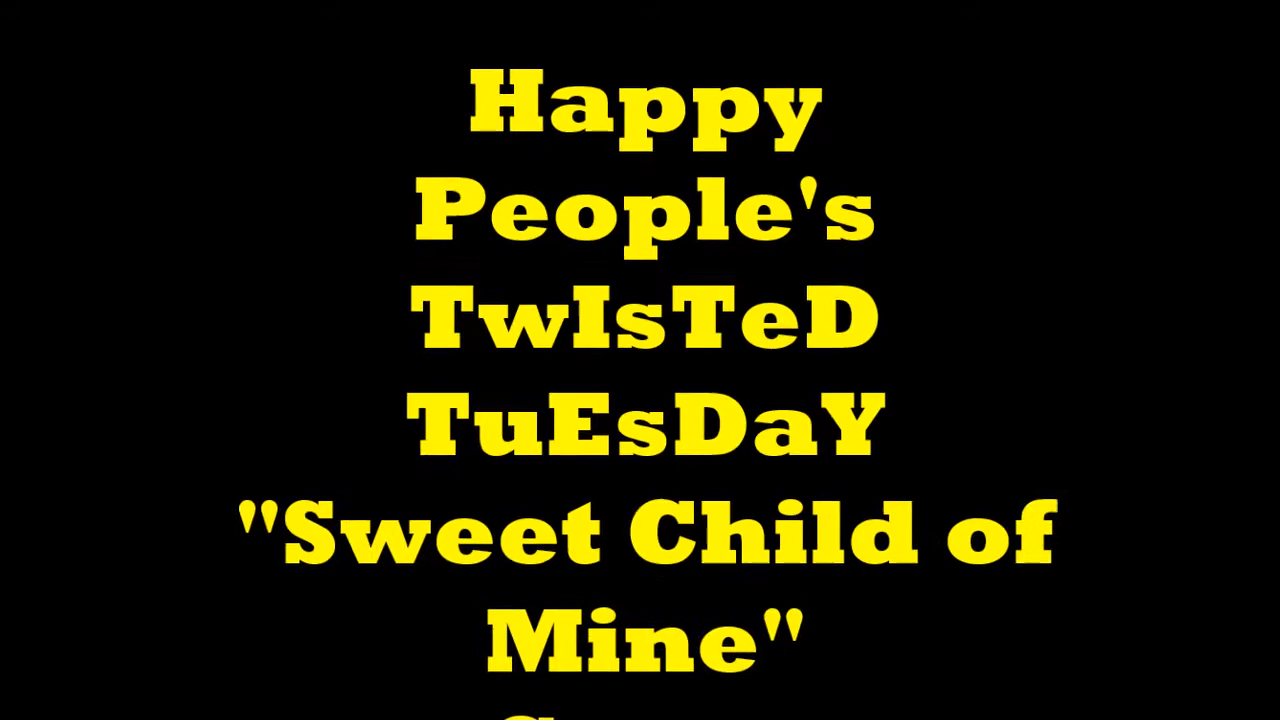 Happy
People's
TwIsTeD
TuEsDaY
"Sweet Child of
Mine"